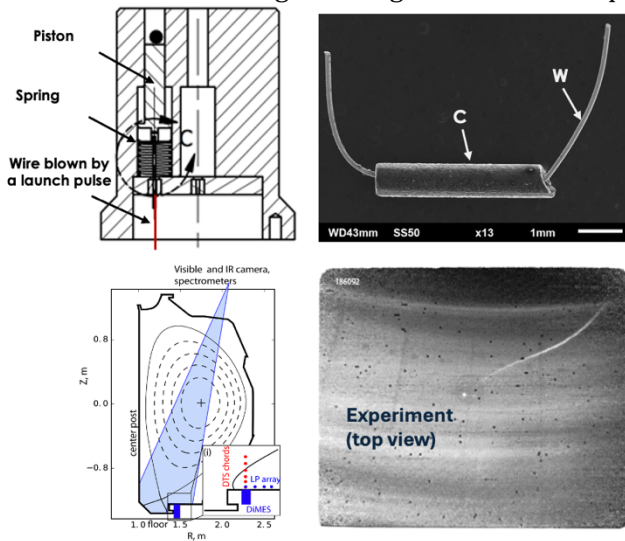 Piston
Spring
Wire blown by
a launch pulse
C
C
W
WD43mm SS50 x13 1mm
Visible and IR camera,
spectrometers
Z, m
0.8
0.0
−0.8
center post
(i)
DTS chords
LP array
DiMES
floor
1.0 1.5 2.0 2.5
R, m
186092
Experiment
(top view)